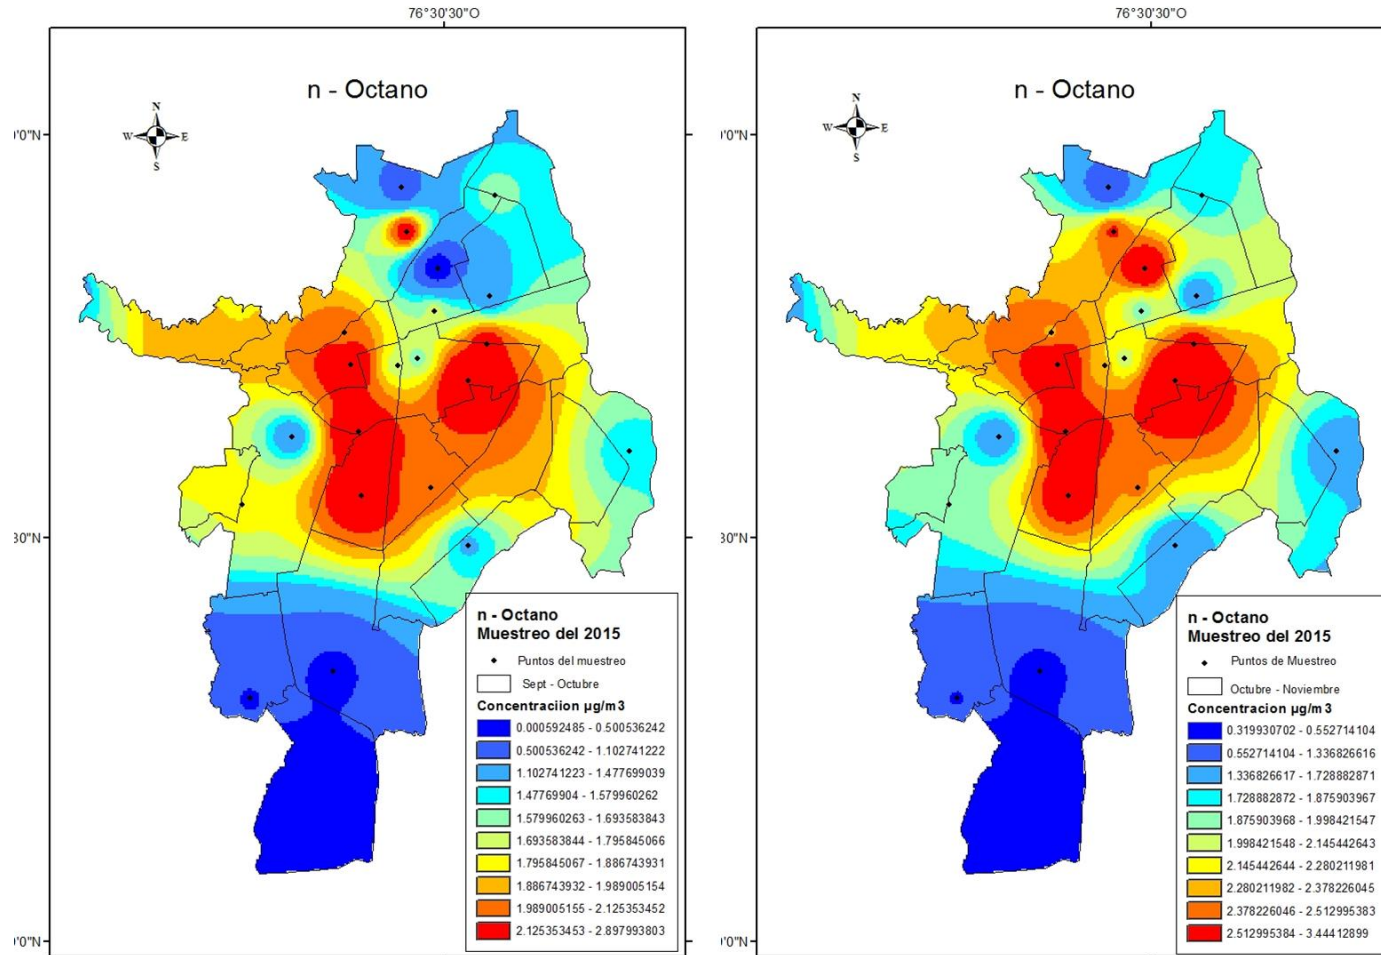 76°30'30"O
n - Octano
N
W E
S
0'0"N
30"N
0'0"N
n - Octano
Muestreo del 2015
Puntos del muestreo
Sept - Octubre
Concentraciion µg/m3
0.000592485 - 0.500536242
0.500536242 - 1.102741222
1.102741223 - 1.477699039
1.47769904 - 1.579960262
1.579960263 - 1.693583843
1.693583844 - 1.795845066
1.795845067 - 1.886743931
1.886743932 - 1.989005154
1.989005155 - 2.125353452
2.125353453 - 2.897993803
76°30'30"O
n - Octano
N
W E
S
0'0"N
30"N
0'0"N
n - Octano
Muestreo del 2015
Puntos de Muestreo
Octubre - Noviembre
Concentracion µg/m3
0.319930702 - 0.552714104
0.552714104 - 1.336826616
1.336826617 - 1.728882871
1.728882872 - 1.875903967
1.875903968 - 1.998421547
1.998421548 - 2.145442643
2.145442644 - 2.280211981
2.280211982 - 2.378226045
2.378226046 - 2.512995383
2.512995384 - 3.44412899